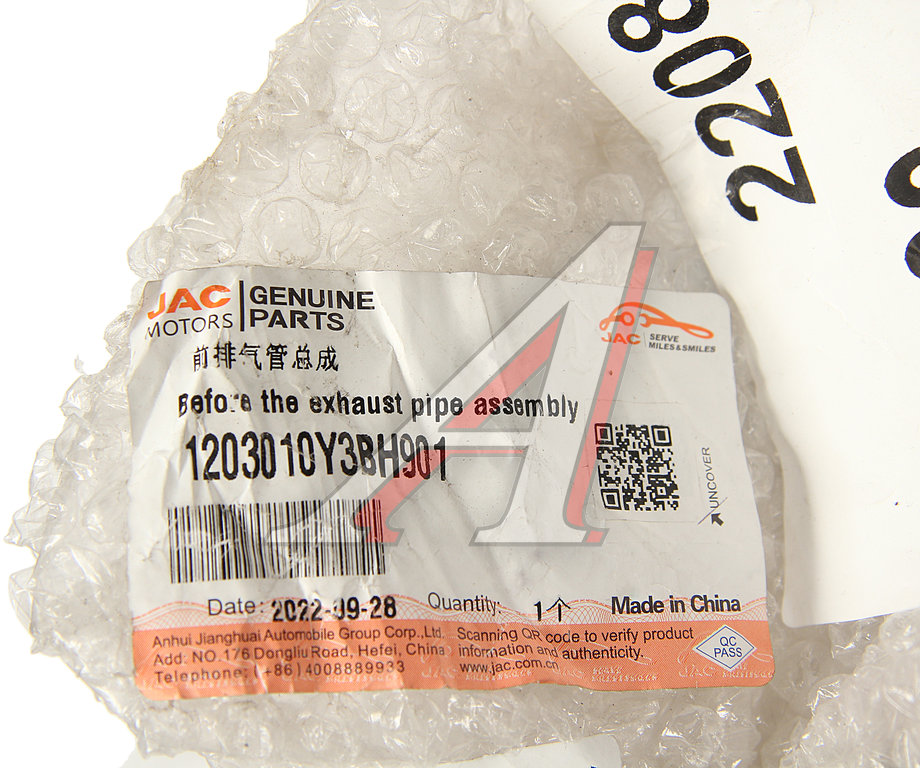 2208
JAC
MOTORS
GENUINE
PARTS
前排气管总成
Before the exhaust pipe assembly
1203010Y3BH901
JAC
SERVE
MILES&SMILES
UNCOVER
Date: 2022-09-28
Quantity: 1个
Made in China
Anhui Jianghuai Automobile Group Corp.,Ltd.
Add: NO.176 Dongliu Road, Hefei, China
Telephone: (+86)4008889933
Scanning QR code to verify product
information and authenticity.
www.jac.com.cn
QC
PASS